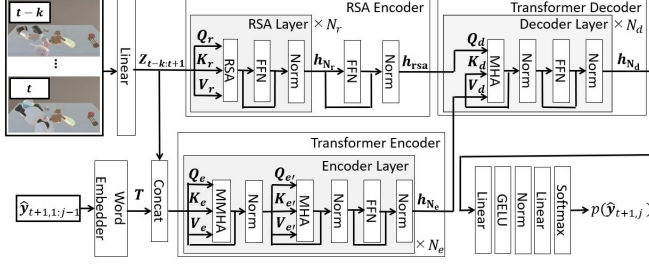 t − k
⋮
t
Linear
Z_{t−k:t+1}
RSA Encoder
RSA Layer × N_r
Q_r
K_r
V_r
RSA
FFN
Norm
h_{N_r}
FFN
Norm
h_{rsa}
Transformer Decoder
Decoder Layer × N_d
Q_d
K_d
V_d
MHA
Norm
FFN
Norm
h_{N_d}
ŷ_{t+1,1:j−1}
Word
Embedder
T
Concat
Transformer Encoder
Encoder Layer
Q_e
K_e
V_e
MMHA
Norm
Q_{e′}
K_{e′}
V_{e′}
MHA
Norm
FFN
Norm
× N_e
h_{N_e}
Linear
GELU
Norm
Linear
Softmax
p(ŷ_{t+1,j})